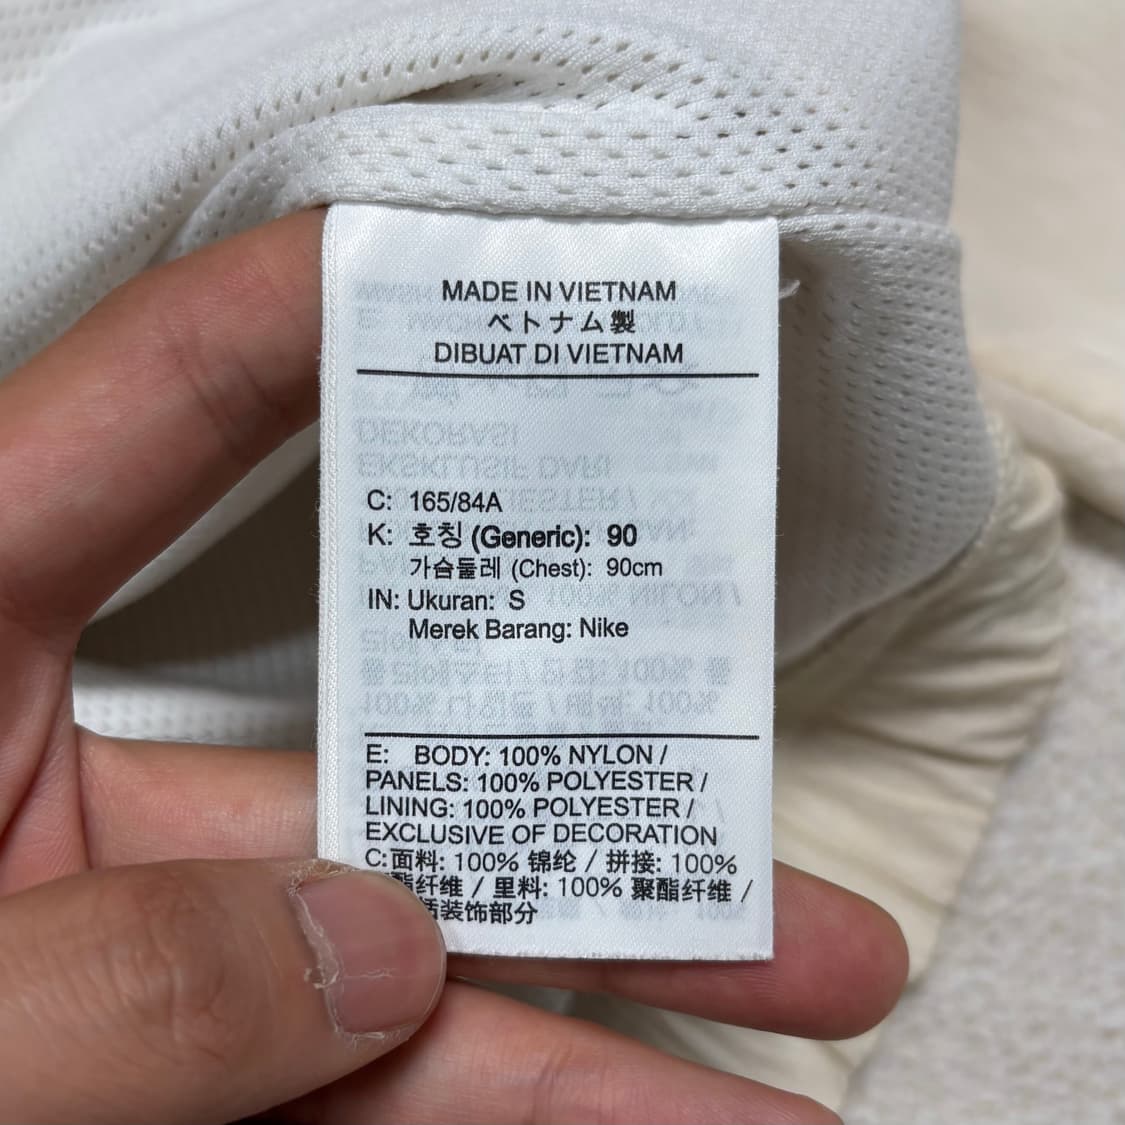 MADE IN VIETNAM
ベトナム製
DIBUAT DI VIETNAM
C: 165/84A
K: 호칭 (Generic): 90
가슴둘레 (Chest): 90cm
IN: Ukuran: S
Merek Barang: Nike
E: BODY: 100% NYLON /
PANELS: 100% POLYESTER /
LINING: 100% POLYESTER /
EXCLUSIVE OF DECORATION
C: 面料: 100% 锦纶 / 拼接: 100%
酯纤维 / 里料: 100% 聚酯纤维 /
装饰部分